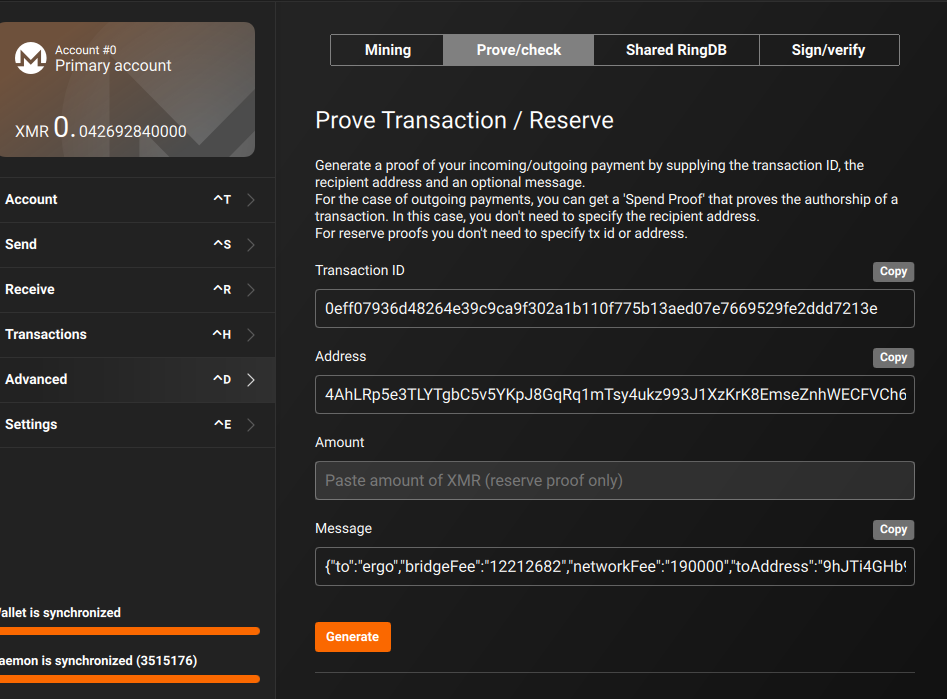 Account #0
Primary account
XMR 0.042692840000
Account ^T
Send ^S
Receive ^R
Transactions ^H
Advanced ^D
Settings ^E
allet is synchronized
aemon is synchronized (3515176)
Mining Prove/check Shared RingDB Sign/verify
Prove Transaction / Reserve
Generate a proof of your incoming/outgoing payment by supplying the transaction ID, the
recipient address and an optional message.
For the case of outgoing payments, you can get a 'Spend Proof' that proves the authorship of a
transaction. In this case, you don't need to specify the recipient address.
For reserve proofs you don't need to specify tx id or address.
Transaction ID Copy
0eff07936d48264e39c9ca9f302a1b110f775b13aed07e7669529fe2ddd7213e
Address Copy
4AhLRp5e3TLYTgbC5v5YKpJ8GqRq1mTsy4ukz993J1XzKrK8EmseZnhWECFVCh6
Amount
Paste amount of XMR (reserve proof only)
Message Copy
{"to":"ergo","bridgeFee":"12212682","networkFee":"190000","toAddress":"9hJTi4GHb9
Generate